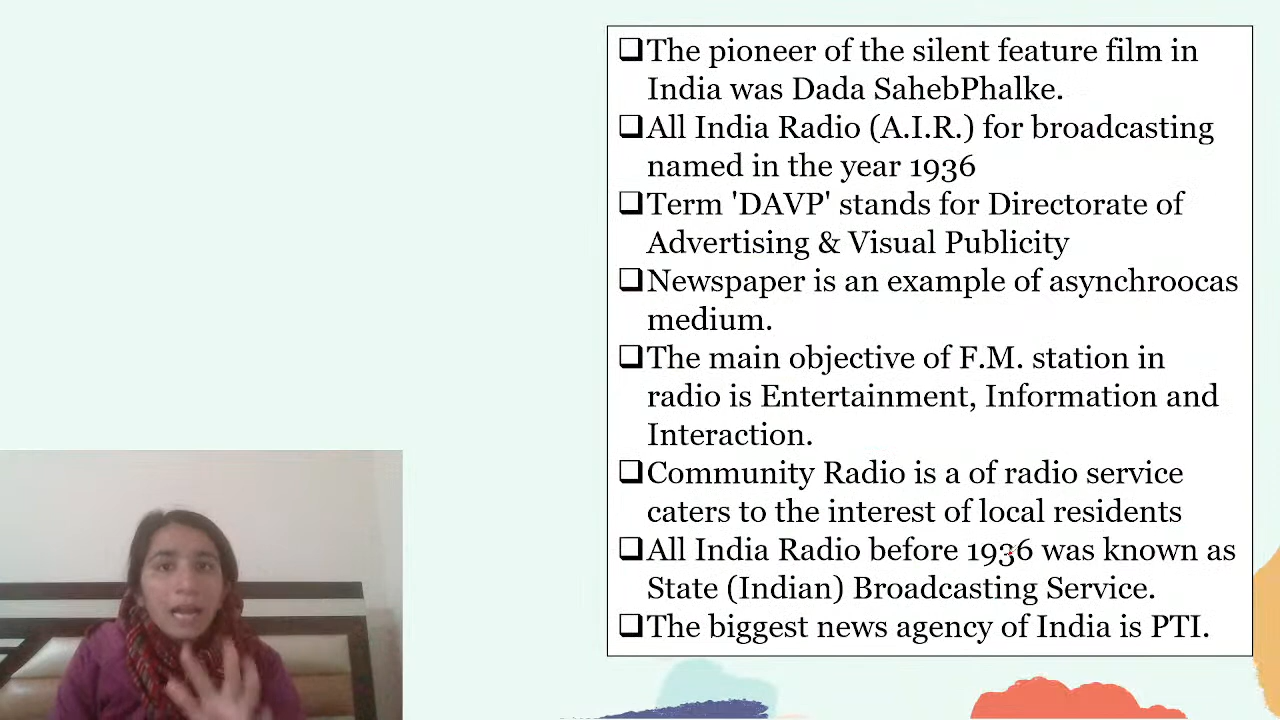 ❑The pioneer of the silent feature film in
India was Dada SahebPhalke.
❑All India Radio (A.I.R.) for broadcasting
named in the year 1936
❑Term 'DAVP' stands for Directorate of
Advertising & Visual Publicity
❑Newspaper is an example of asynchroocas
medium.
❑The main objective of F.M. station in
radio is Entertainment, Information and
Interaction.
❑Community Radio is a of radio service
caters to the interest of local residents
❑All India Radio before 1936 was known as
State (Indian) Broadcasting Service.
❑The biggest news agency of India is PTI.